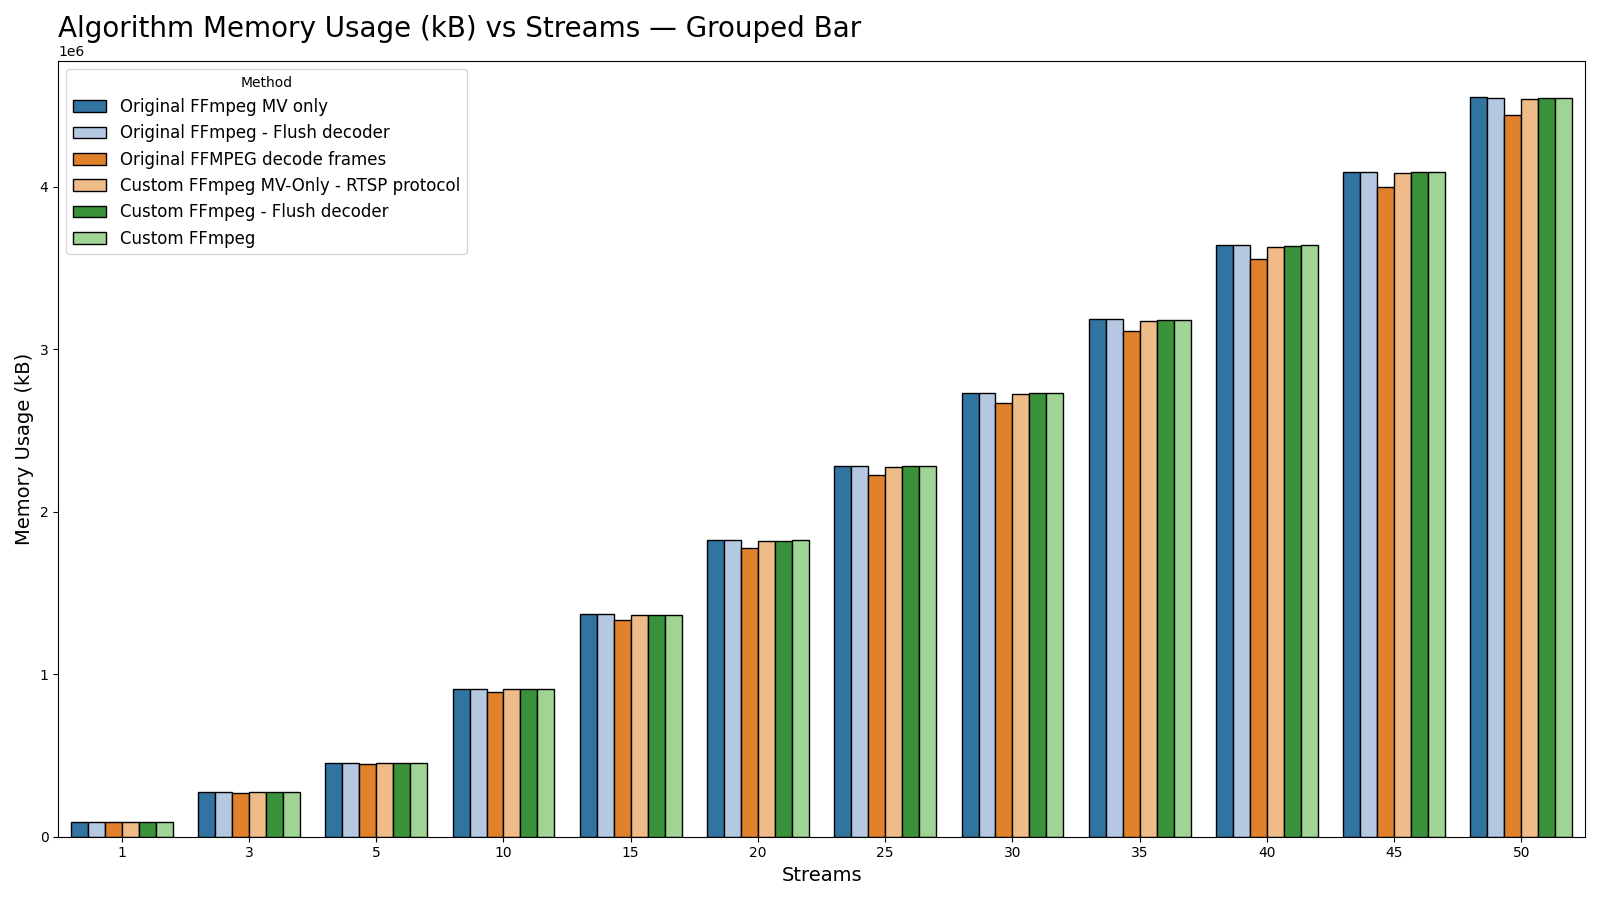 Algorithm Memory Usage (kB) vs Streams — Grouped Bar
1e6
Method
Original FFmpeg MV only
Original FFmpeg - Flush decoder
Original FFMPEG decode frames
Custom FFmpeg MV-Only - RTSP protocol
Custom FFmpeg - Flush decoder
Custom FFmpeg
Memory Usage (kB)
4
3
2
1
0
1 3 5 10 15 20 25 30 35 40 45 50
Streams